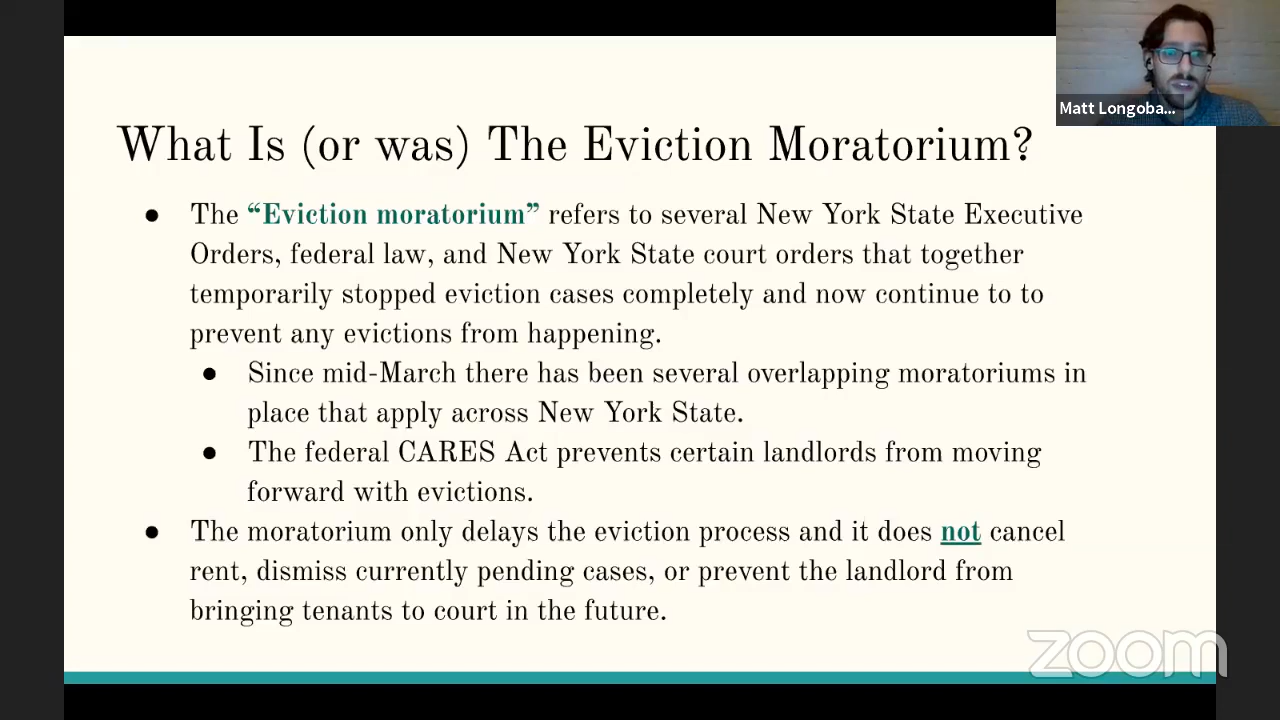 Matt Longoba...
What Is (or was) The Eviction Moratorium?
● The “Eviction moratorium” refers to several New York State Executive
Orders, federal law, and New York State court orders that together
temporarily stopped eviction cases completely and now continue to to
prevent any evictions from happening.
● Since mid-March there has been several overlapping moratoriums in
place that apply across New York State.
● The federal CARES Act prevents certain landlords from moving
forward with evictions.
● The moratorium only delays the eviction process and it does not cancel
rent, dismiss currently pending cases, or prevent the landlord from
bringing tenants to court in the future.
zoom